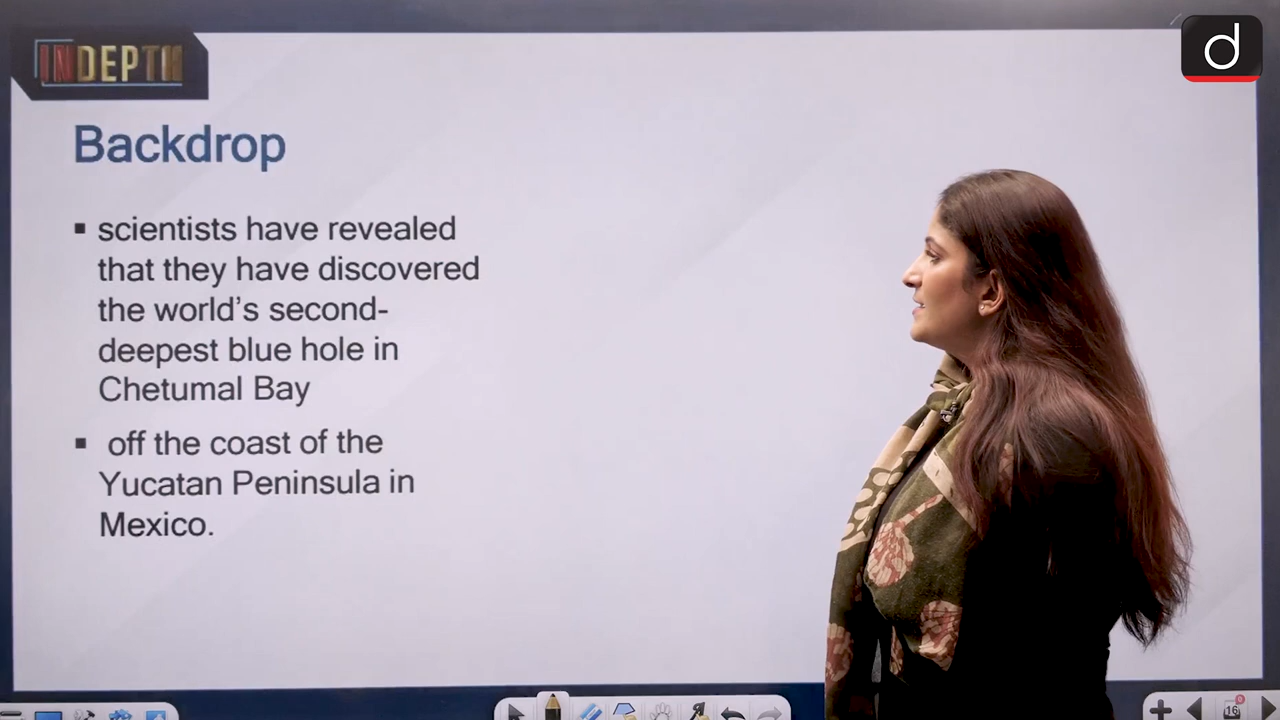 INDEPTH
d
Backdrop
▪ scientists have revealed
that they have discovered
the world’s second-
deepest blue hole in
Chetumal Bay
▪ off the coast of the
Yucatan Peninsula in
Mexico.
16